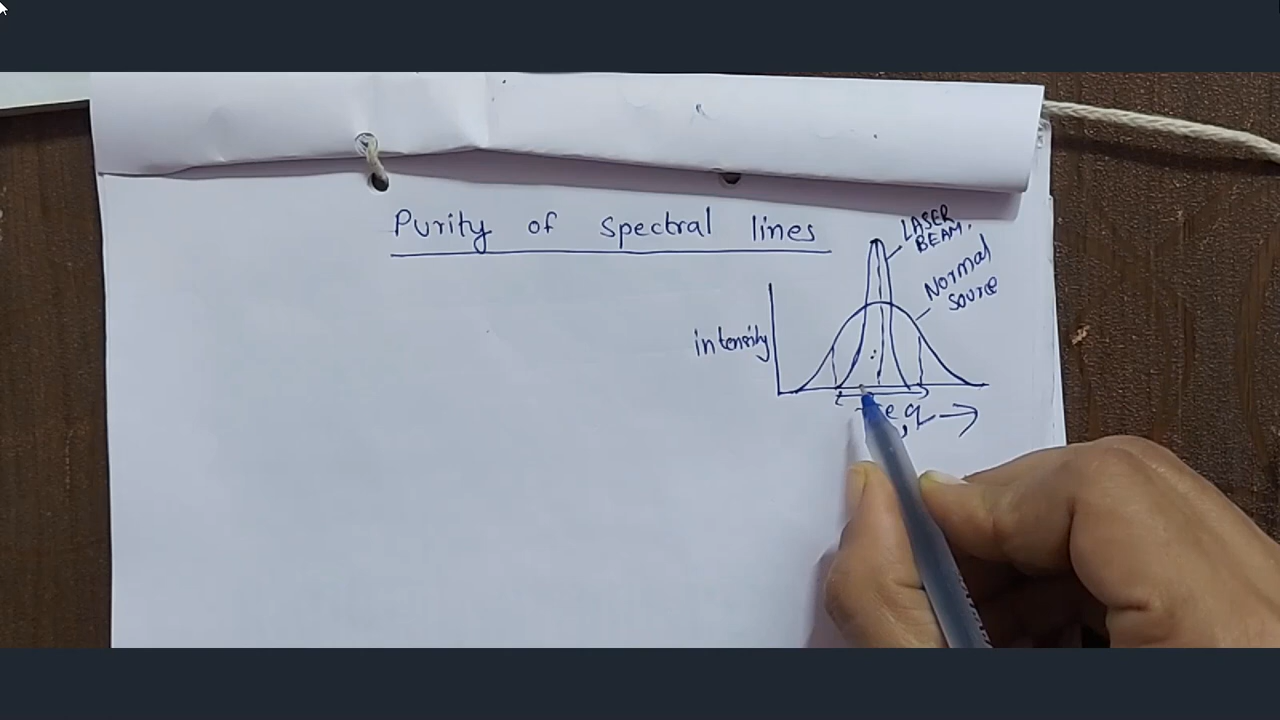 Purity of spectral lines
LASER
BEAM.
Normal
source
intensity